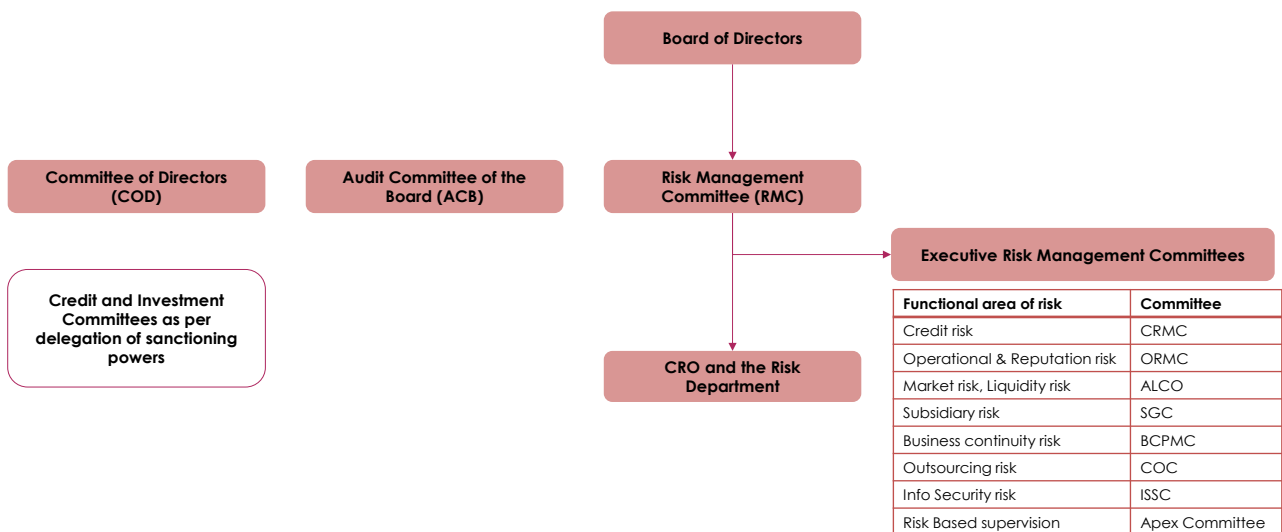 Board of Directors
Committee of Directors
(COD)
Audit Committee of the
Board (ACB)
Risk Management
Committee (RMC)
Executive Risk Management Committees
Credit and Investment
Committees as per
delegation of sanctioning
powers
CRO and the Risk
Department
Functional area of risk Committee
Credit risk CRMC
Operational & Reputation risk ORMC
Market risk, Liquidity risk ALCO
Subsidiary risk SGC
Business continuity risk BCPMC
Outsourcing risk COC
Info Security risk ISSC
Risk Based supervision Apex Committee